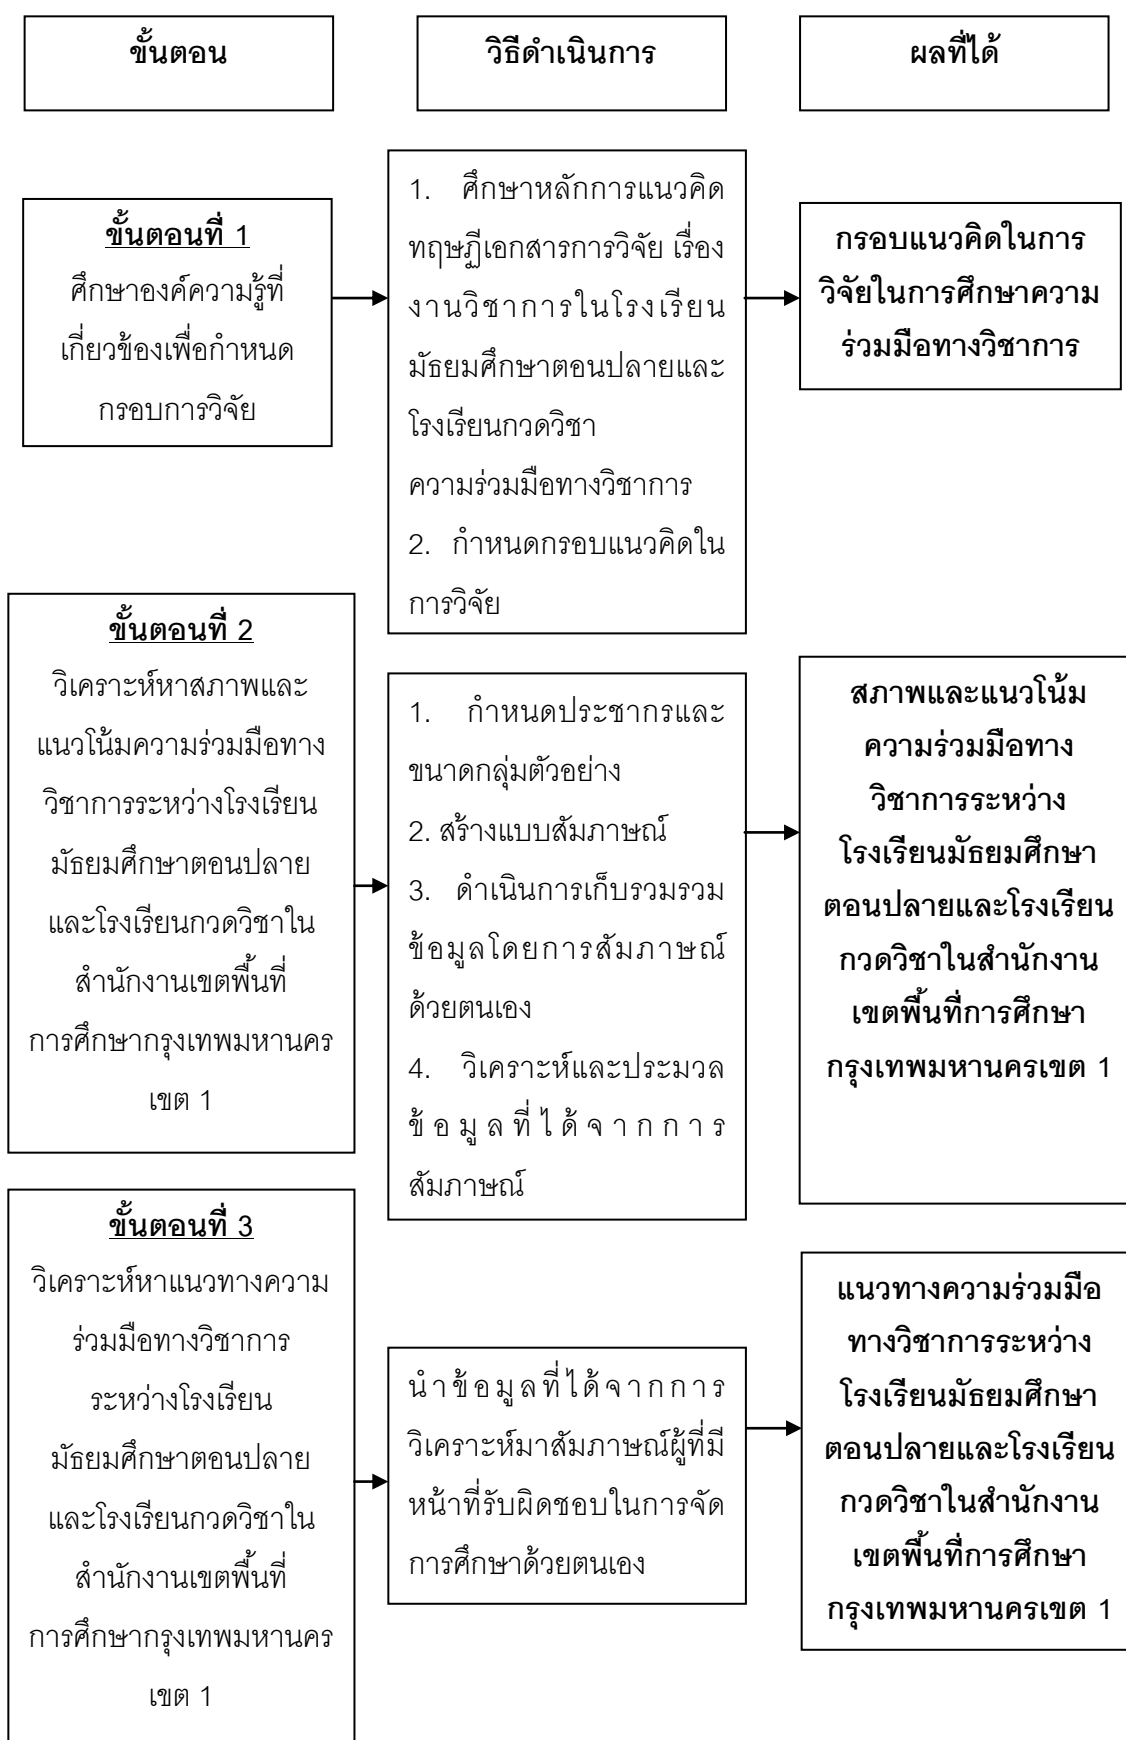 ขั้นตอน
วิธีดำเนินการ
ผลที่ได้
ขั้นตอนที่ 1
ศึกษาองค์ความรู้ที่
เกี่ยวข้องเพื่อกำหนด
กรอบการวิจัย
1. ศึกษาหลักการแนวคิด
ทฤษฎีเอกสารการวิจัย เรื่อง
งานวิชาการในโรงเรียน
มัธยมศึกษาตอนปลายและ
โรงเรียนกวดวิชา
ความร่วมมือทางวิชาการ
2. กำหนดกรอบแนวคิดใน
การวิจัย
กรอบแนวคิดในการ
วิจัยในการศึกษาความ
ร่วมมือทางวิชาการ
ขั้นตอนที่ 2
วิเคราะห์หาสภาพและ
แนวโน้มความร่วมมือทาง
วิชาการระหว่างโรงเรียน
มัธยมศึกษาตอนปลาย
และโรงเรียนกวดวิชาใน
สำนักงานเขตพื้นที่
การศึกษากรุงเทพมหานคร
เขต 1
1. กำหนดประชากรและ
ขนาดกลุ่มตัวอย่าง
2. สร้างแบบสัมภาษณ์
3. ดำเนินการเก็บรวมรวม
ข้อมูลโดยการสัมภาษณ์
ด้วยตนเอง
4. วิเคราะห์และประมวล
ข้อมูลที่ได้จากการ
สัมภาษณ์
สภาพและแนวโน้ม
ความร่วมมือทาง
วิชาการระหว่าง
โรงเรียนมัธยมศึกษา
ตอนปลายและโรงเรียน
กวดวิชาในสำนักงาน
เขตพื้นที่การศึกษา
กรุงเทพมหานครเขต 1
ขั้นตอนที่ 3
วิเคราะห์หาแนวทางความ
ร่วมมือทางวิชาการ
ระหว่างโรงเรียน
มัธยมศึกษาตอนปลาย
และโรงเรียนกวดวิชาใน
สำนักงานเขตพื้นที่
การศึกษากรุงเทพมหานคร
เขต 1
นำข้อมูลที่ได้จากการ
วิเคราะห์มาสัมภาษณ์ผู้ที่มี
หน้าที่รับผิดชอบในการจัด
การศึกษาด้วยตนเอง
แนวทางความร่วมมือ
ทางวิชาการระหว่าง
โรงเรียนมัธยมศึกษา
ตอนปลายและโรงเรียน
กวดวิชาในสำนักงาน
เขตพื้นที่การศึกษา
กรุงเทพมหานครเขต 1